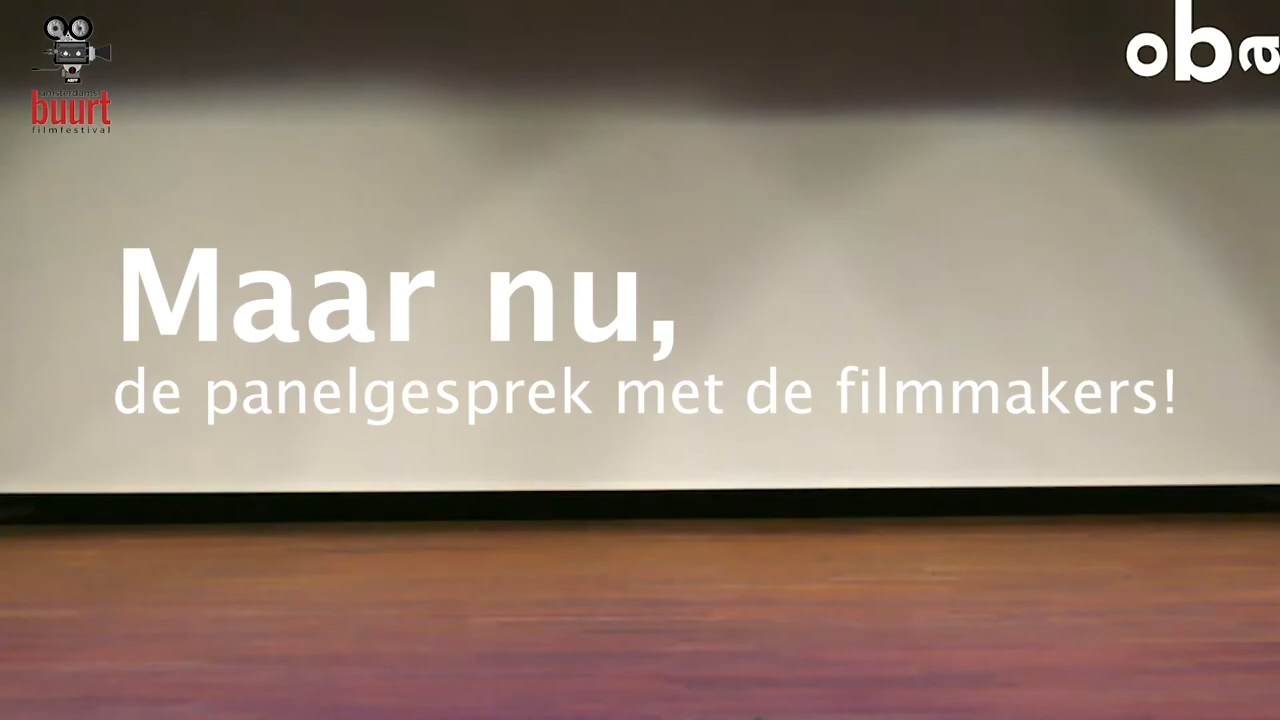 oba
amsterdams
buurt
filmfestival
Maar nu,
de panelgesprek met de filmmakers!